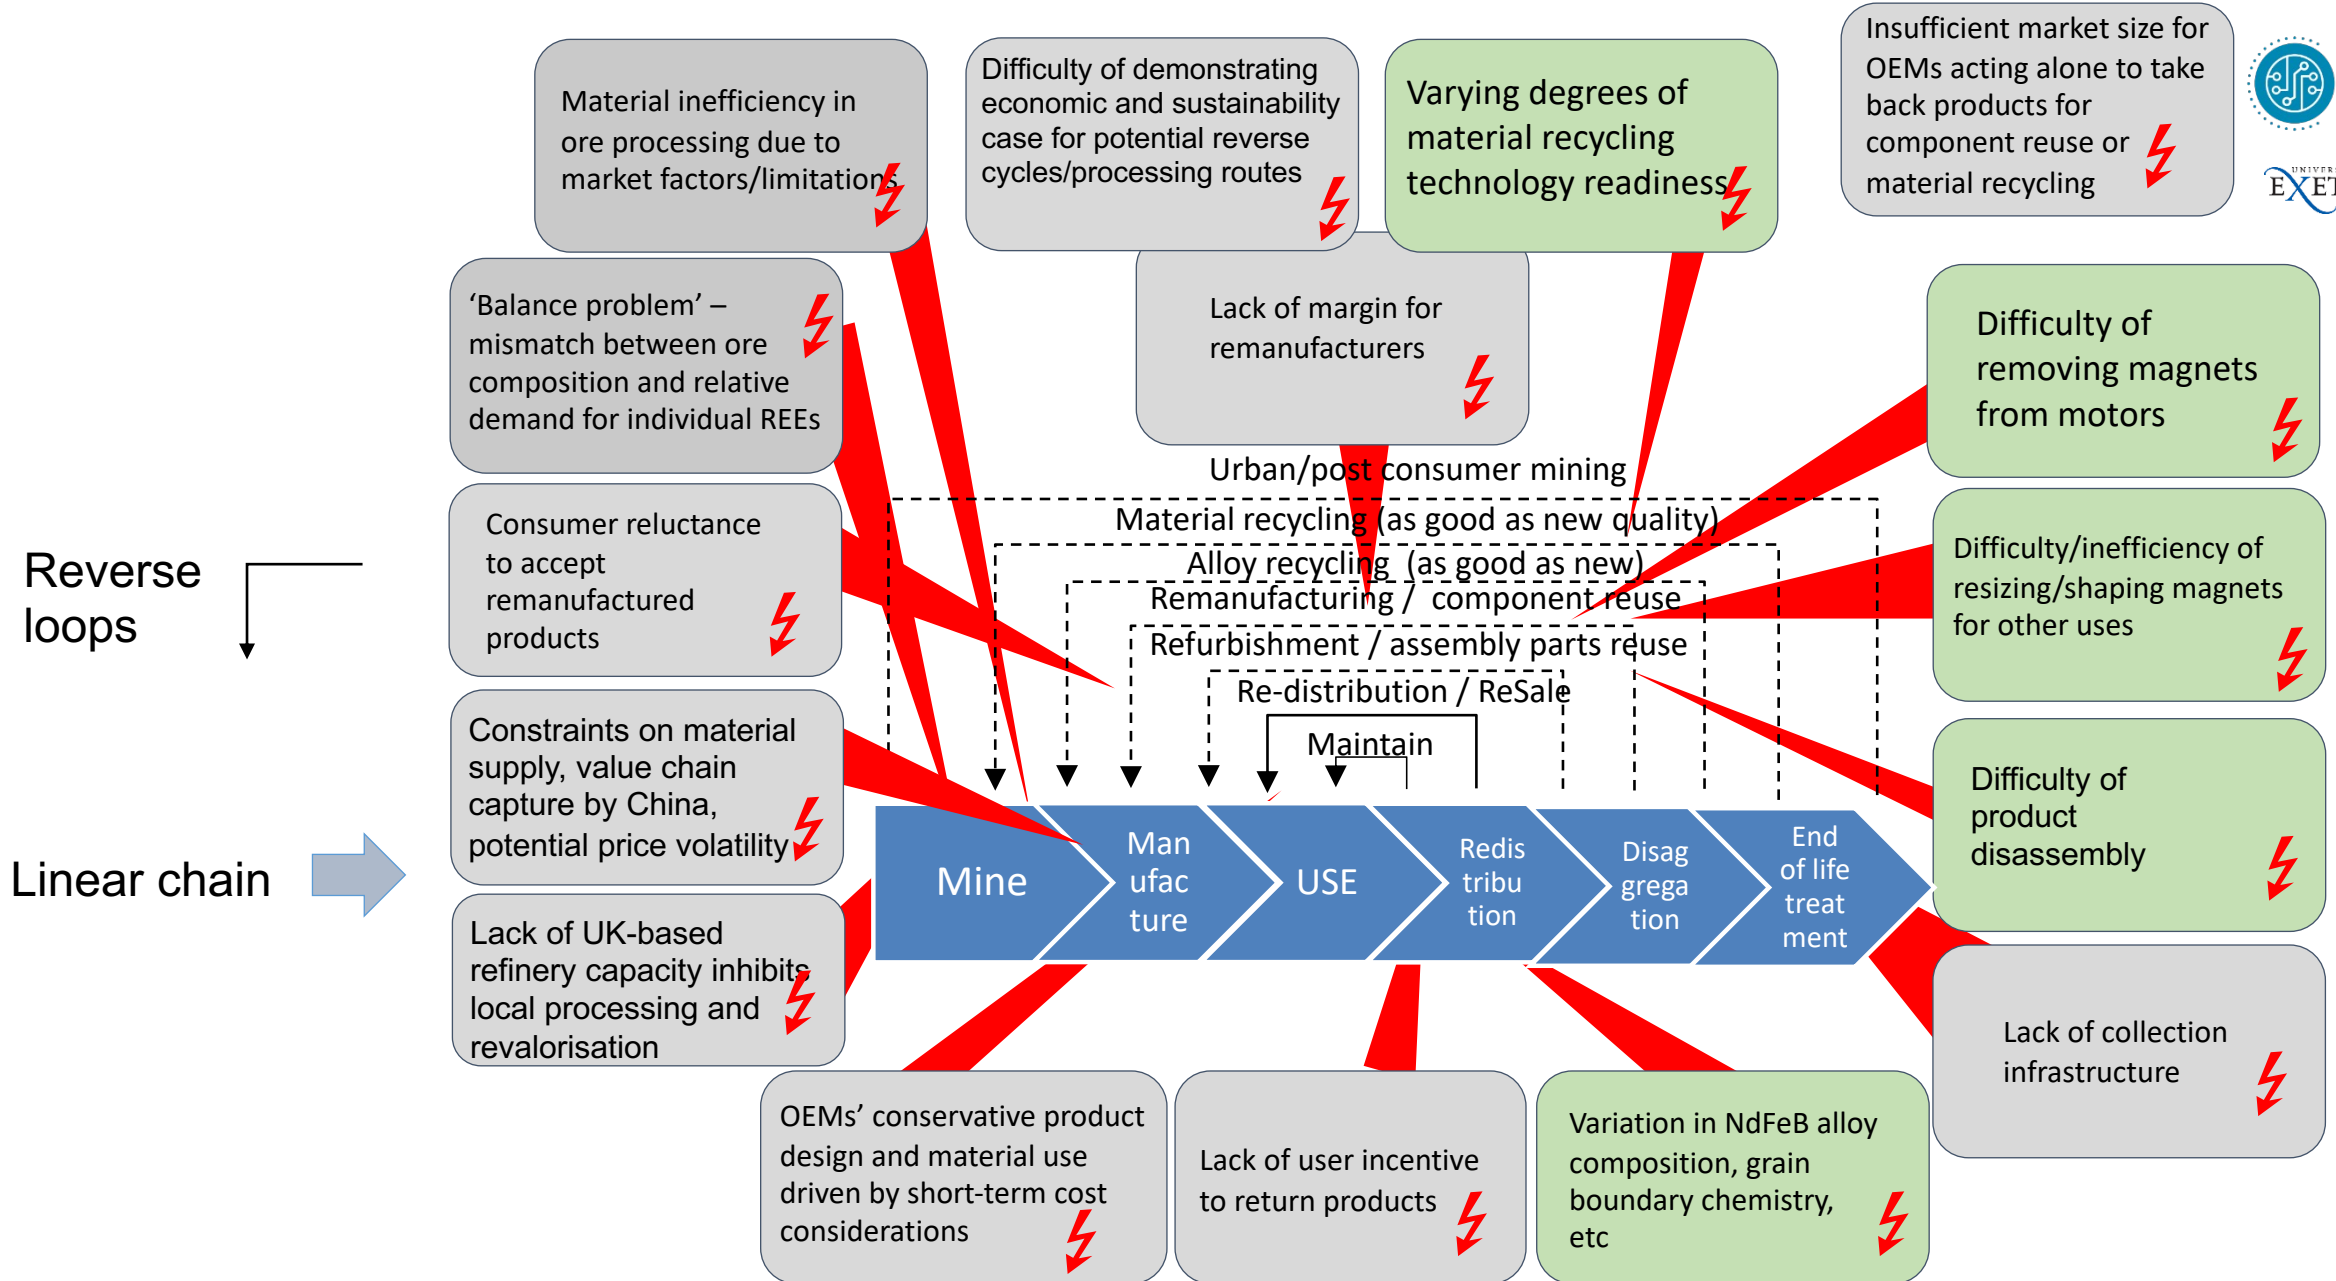 Material inefficiency in
ore processing due to
market factors/limitations
Difficulty of demonstrating
economic and sustainability
case for potential reverse
cycles/processing routes
Varying degrees of
material recycling
technology readiness
Insufficient market size for
OEMs acting alone to take
back products for
component reuse or
material recycling
UNIVERS
EXET
'Balance problem' –
mismatch between ore
composition and relative
demand for individual REEs
Lack of margin for
remanufacturers
Difficulty of
removing magnets
from motors
Consumer reluctance
to accept
remanufactured
products
Urban/post consumer mining
Material recycling (as good as new quality)
Alloy recycling (as good as new)
Remanufacturing / component reuse
Refurbishment / assembly parts reuse
Re-distribution / ReSale
Maintain
Difficulty/inefficiency of
resizing/shaping magnets
for other uses
Reverse
loops
Constraints on material
supply, value chain
capture by China,
potential price volatility
Difficulty of
product
disassembly
Linear chain
Mine
Man
ufac
ture
USE
Redis
tribu
tion
Disag
grega
tion
End
of life
treat
ment
Lack of UK-based
refinery capacity inhibits
local processing and
revalorisation
Lack of collection
infrastructure
OEMs' conservative product
design and material use
driven by short-term cost
considerations
Lack of user incentive
to return products
Variation in NdFeB alloy
composition, grain
boundary chemistry,
etc